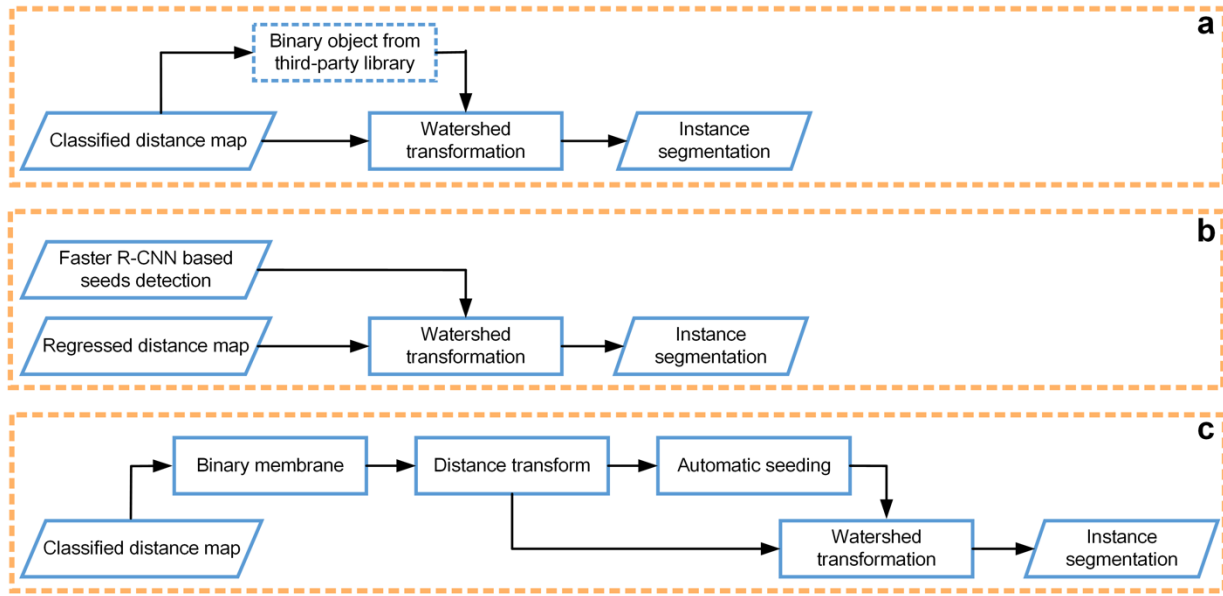 a
Binary object from
third-party library
Classified distance map
Watershed
transformation
Instance
segmentation
b
Faster R-CNN based
seeds detection
Regressed distance map
Watershed
transformation
Instance
segmentation
c
Binary membrane
Distance transform
Automatic seeding
Classified distance map
Watershed
transformation
Instance
segmentation